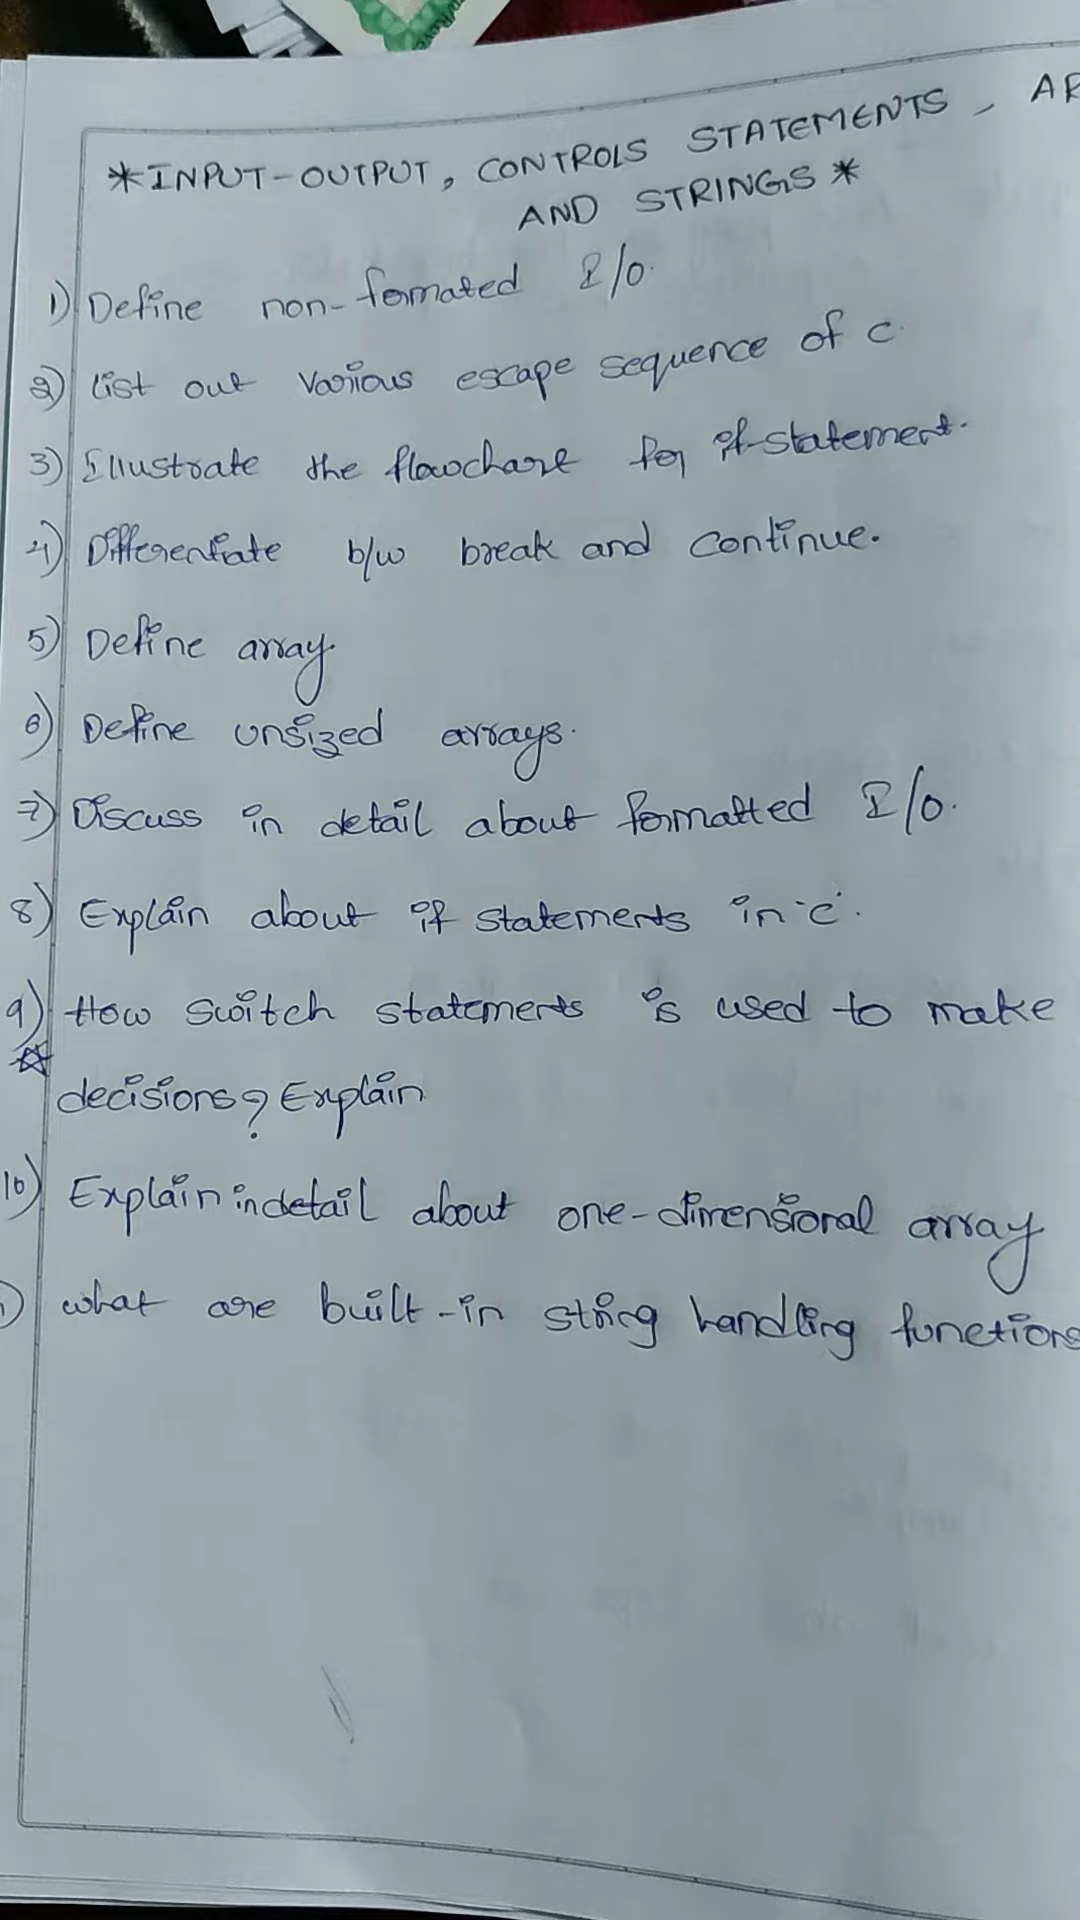 *INPUT-OUTPUT, CONTROLS STATEMENTS, AR
AND STRINGS*
1) Define non-formated I/O.
2) List out various escape sequence of c.
3) Illustrate the flowchart for if-statement.
4) Differentiate b/w break and continue.
5) Define array.
6) Define unsized arrays.
7) Discuss in detail about formatted I/O.
8) Explain about if statements in 'c'.
9) How switch statements is used to make
decisions? Explain
10) Explain in detail about one-dimensional array
what are built-in string handling functions